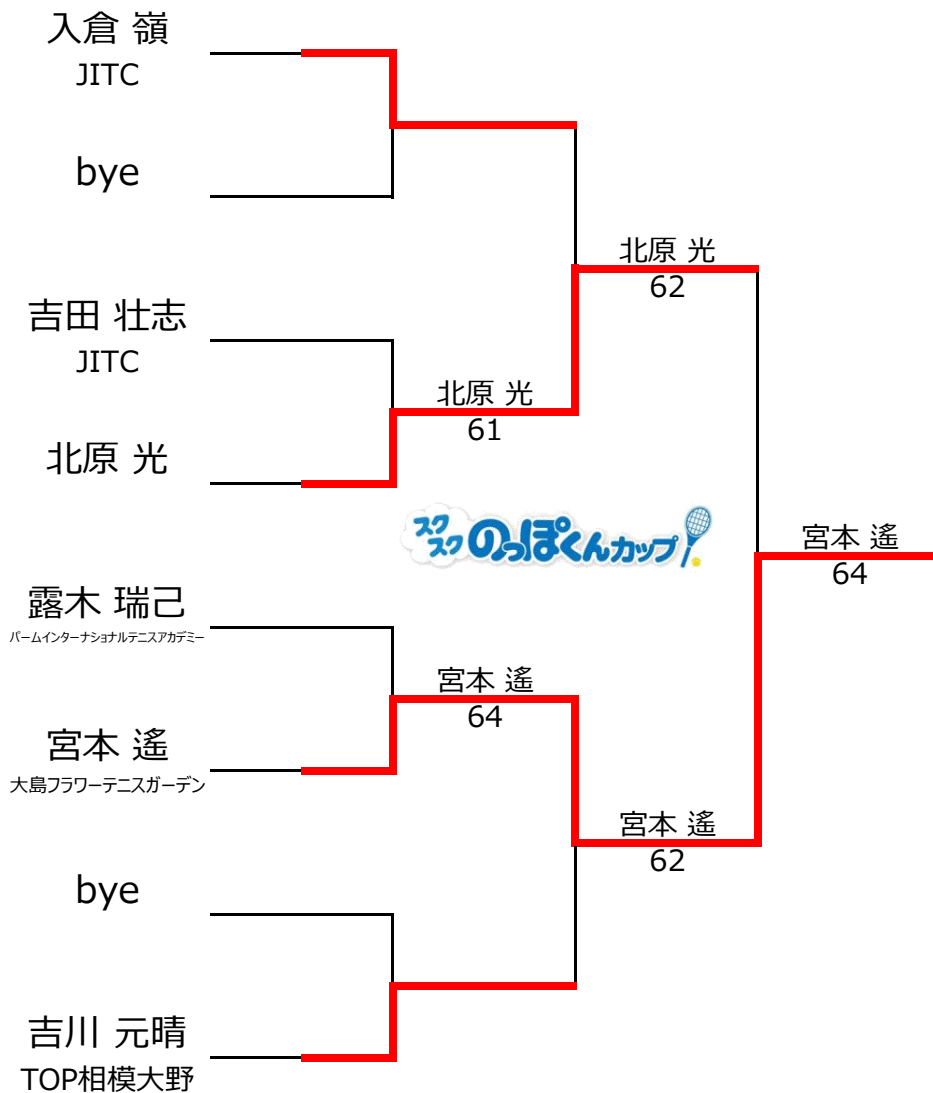 入倉 嶺
JITC
bye
北原 光
62
吉田 壮志
JITC
北原 光
61
北原 光
スクスク のっぽくんカップ
宮本 遙
64
露木 瑞己
パームインターナショナルテニスアカデミー
宮本 遙
64
宮本 遙
大島フラワーテニスガーデン
宮本 遙
62
bye
吉川 元晴
TOP相模大野